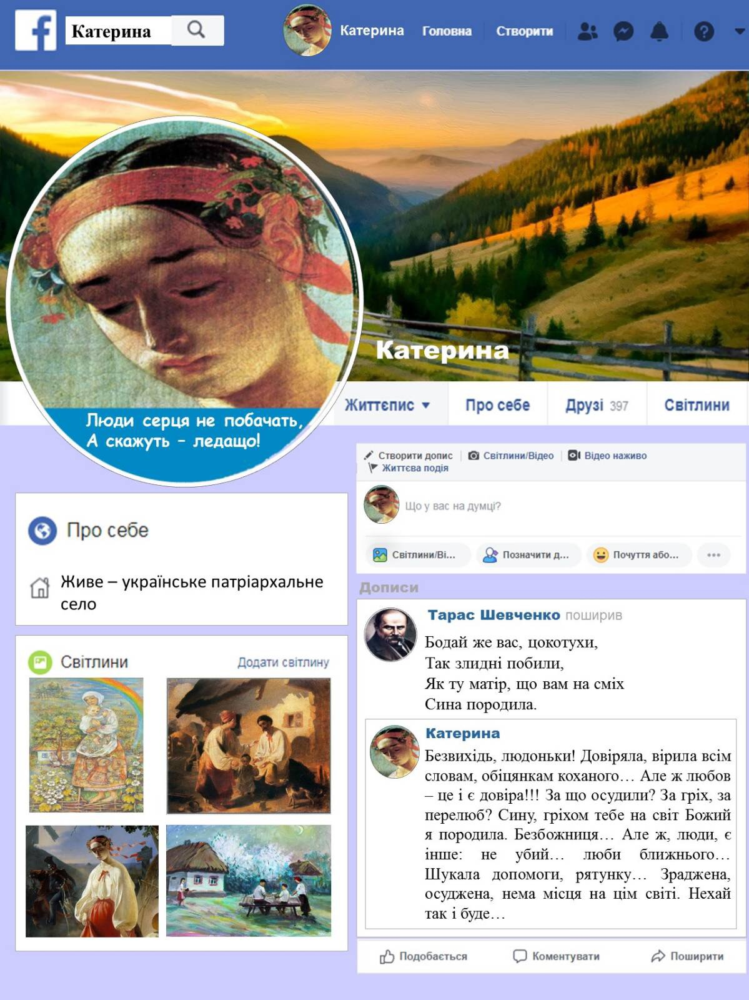 f Катерина
Катерина Головна Створити
Катерина
Люди серця не побачать,
А скажуть – ледащо!
Життєпис Про себе Друзі 397 Світлини
Про себе
Живе – українське патріархальне
село
Світлини Додати світлину
Створити допис Світлини/Відео Відео наживо
Життєва подія
Що у вас на думці?
Світлини/Ві... Позначити д... Почуття або...
Дописи
Тарас Шевченко поширив
Бодай же вас, цокотухи,
Так злидні побили,
Як ту матір, що вам на сміх
Сина породила.
Катерина
Безвихідь, людоньки! Довіряла, вірила всім
словам, обіцянкам коханого… Але ж любов
– це і є довіра!!! За що осудили? За гріх, за
перелюб? Сину, гріхом тебе на світ Божий
я породила. Безбожниця… Але ж, люди, є
інше: не убий… люби ближнього…
Шукала допомоги, рятунку… Зраджена,
осуджена, нема місця на цім світі. Нехай
так і буде…
Подобається Коментувати Поширити